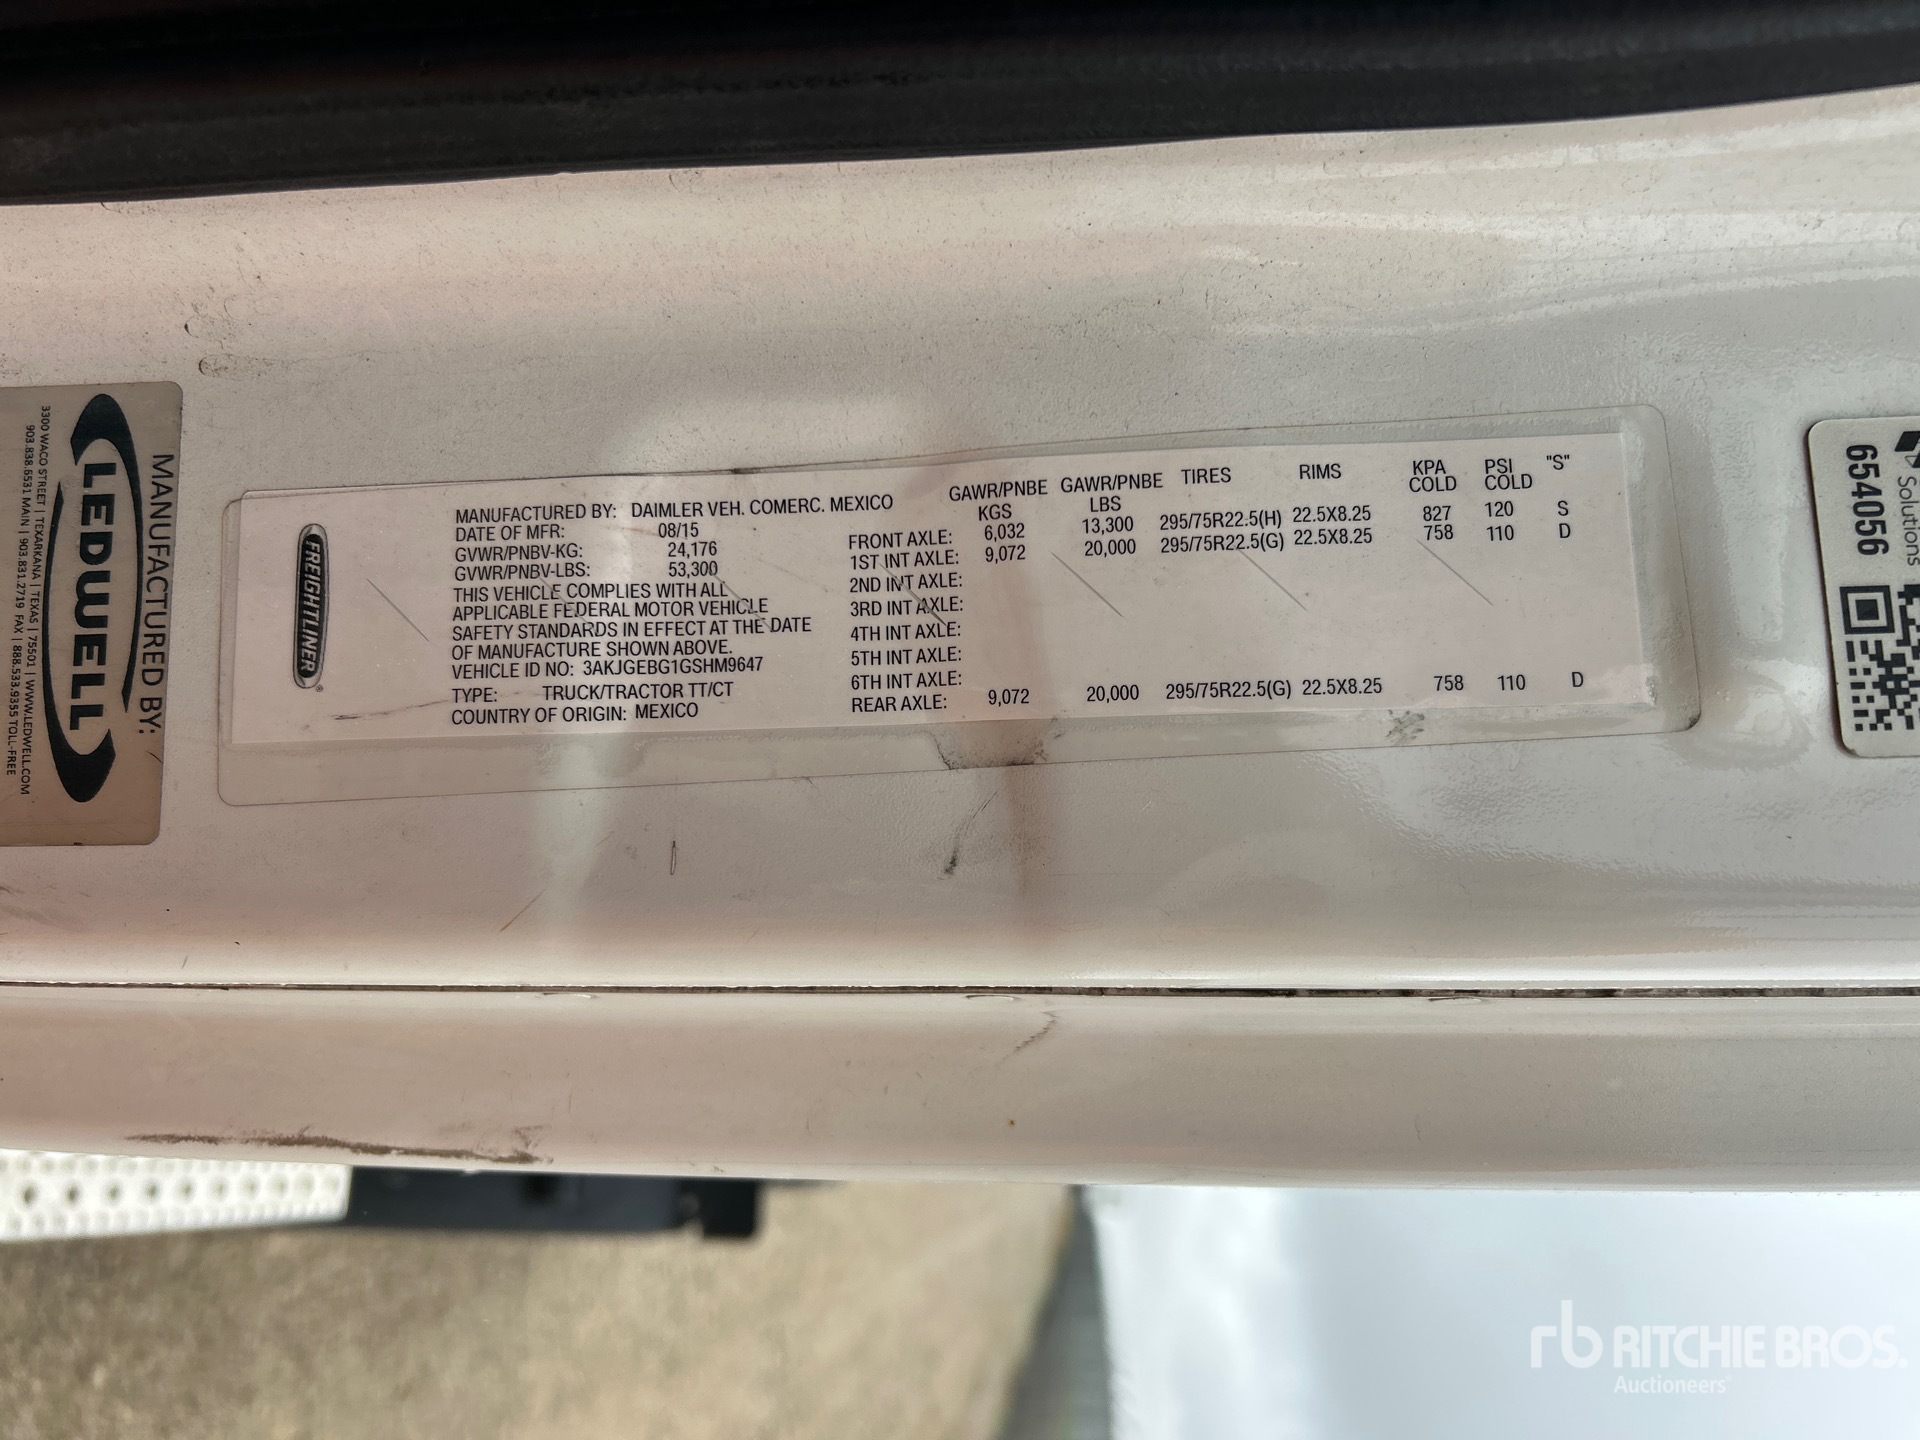 MANUFACTURED BY:
LEDWELL
3300 WACO STREET | TEXARKANA | TEXAS | 75501 | WWW.LEDWELL.COM
903.838.6531 MAIN | 903.831.2719 FAX | 888.533.9355 TOLL-FREE
FREIGHTLINER
MANUFACTURED BY: DAIMLER VEH. COMERC. MEXICO
DATE OF MFR: 08/15
GVWR/PNBV-KG: 24,176
GVWR/PNBV-LBS: 53,300
THIS VEHICLE COMPLIES WITH ALL
APPLICABLE FEDERAL MOTOR VEHICLE
SAFETY STANDARDS IN EFFECT AT THE DATE
OF MANUFACTURE SHOWN ABOVE.
VEHICLE ID NO: 3AKJGEBG1GSHM9647
TYPE: TRUCK/TRACTOR TT/CT
COUNTRY OF ORIGIN: MEXICO
GAWR/PNBE KGS GAWR/PNBE LBS TIRES RIMS KPA COLD PSI COLD "S"
FRONT AXLE: 6,032 13,300 295/75R22.5(H) 22.5X8.25 827 120 S
1ST INT AXLE: 9,072 20,000 295/75R22.5(G) 22.5X8.25 758 110 D
2ND INT AXLE:
3RD INT AXLE:
4TH INT AXLE:
5TH INT AXLE:
6TH INT AXLE:
REAR AXLE: 9,072 20,000 295/75R22.5(G) 22.5X8.25 758 110 D
Solutions
654056
rb RITCHIE BROS.
Auctioneers